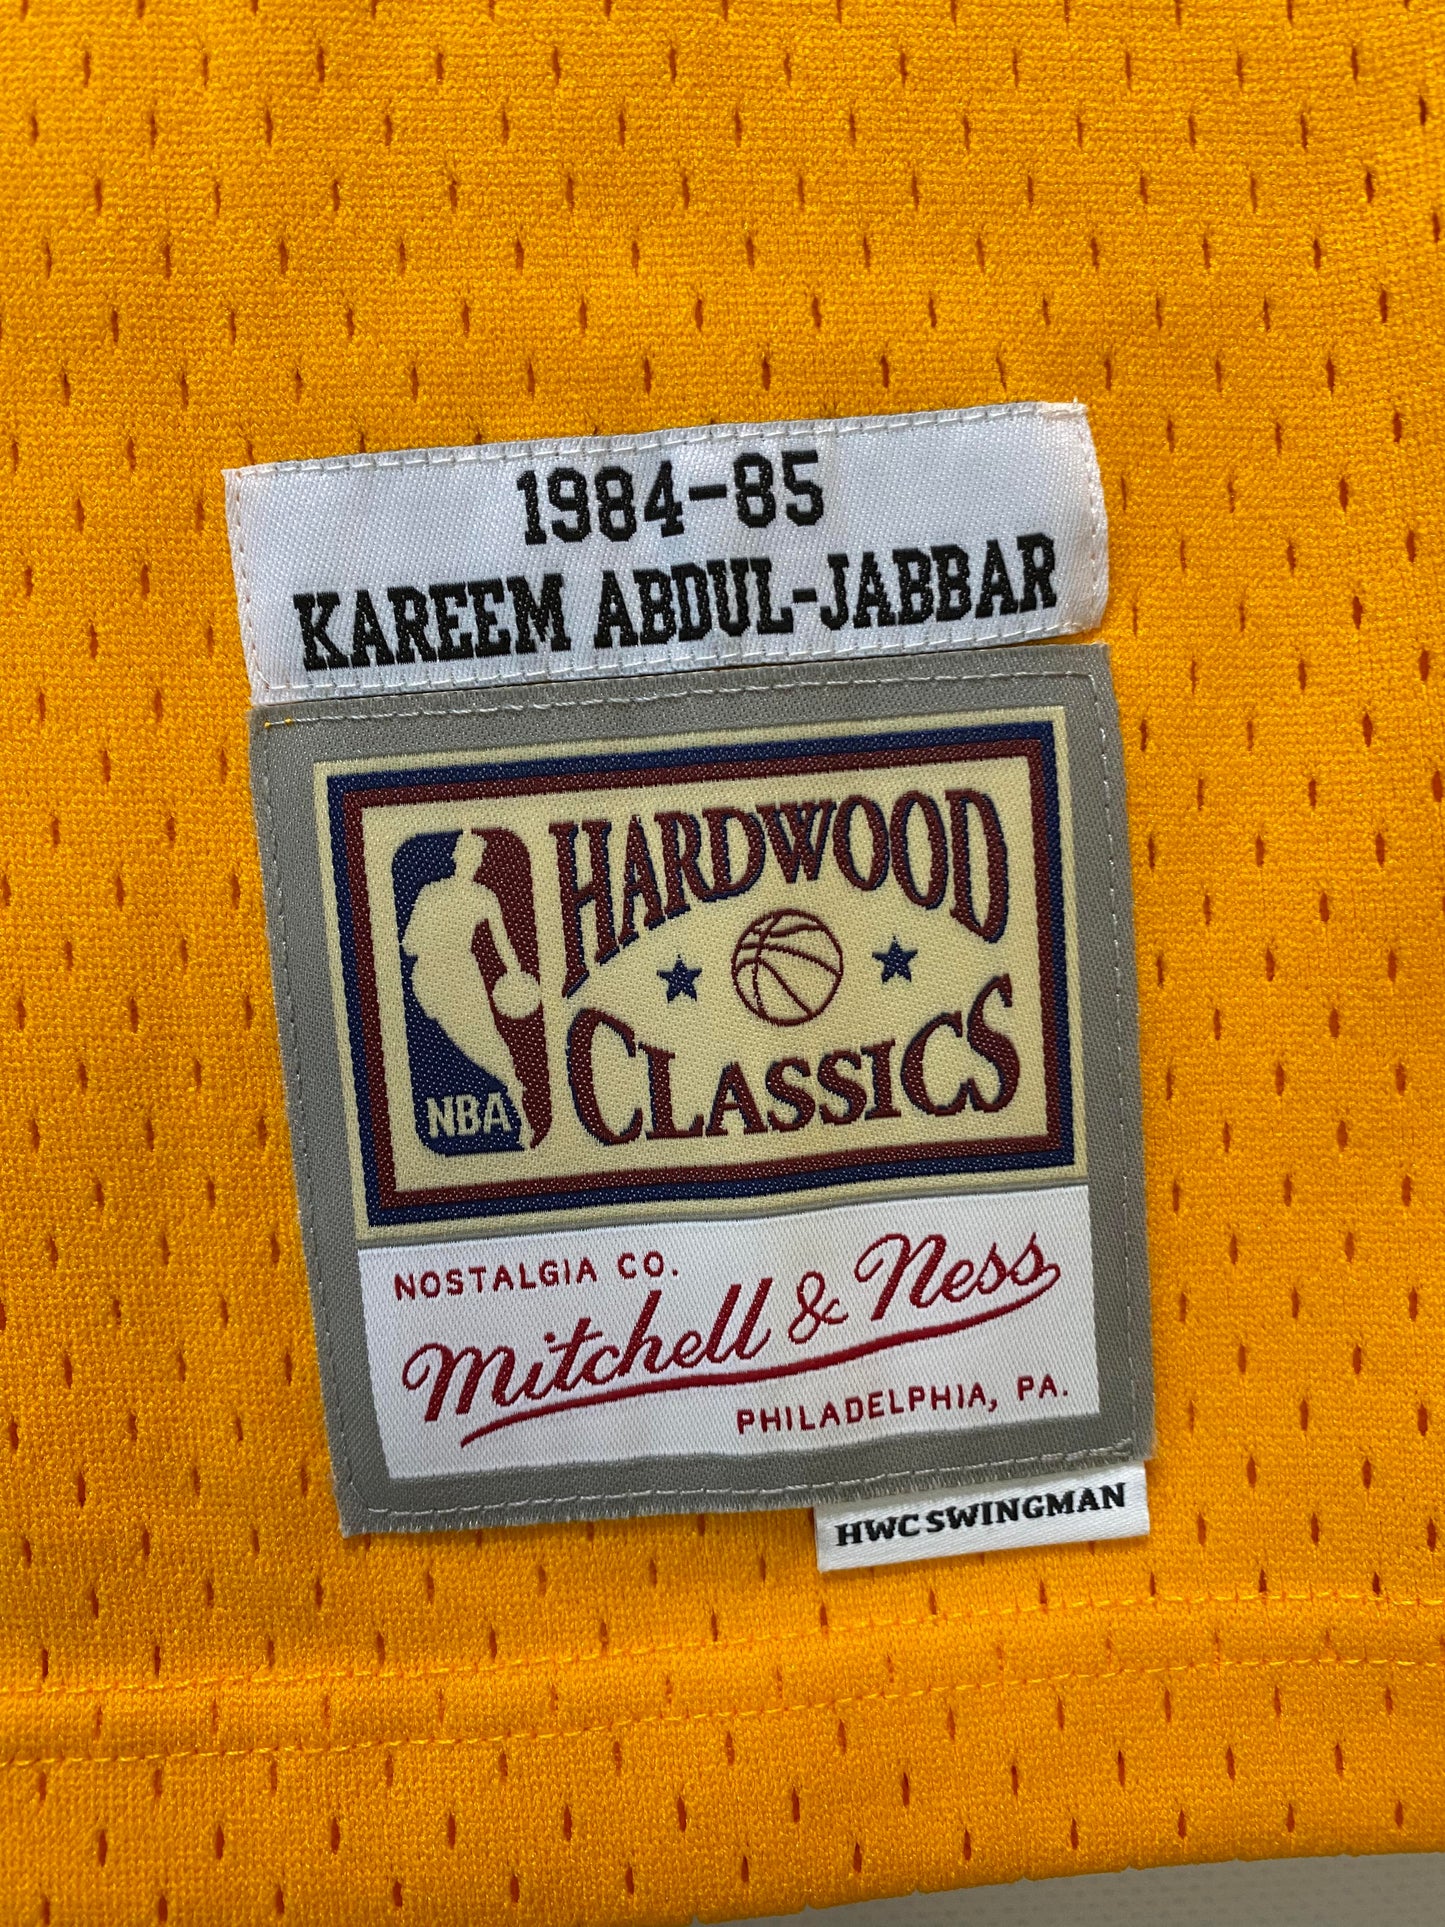 1984-85
KAREEM ABDUL-JABBAR
HARDWOOD
CLASSICS
NBA
NOSTALGIA CO.
Mitchell & Ness
PHILADELPHIA, PA.
HWC SWINGMAN